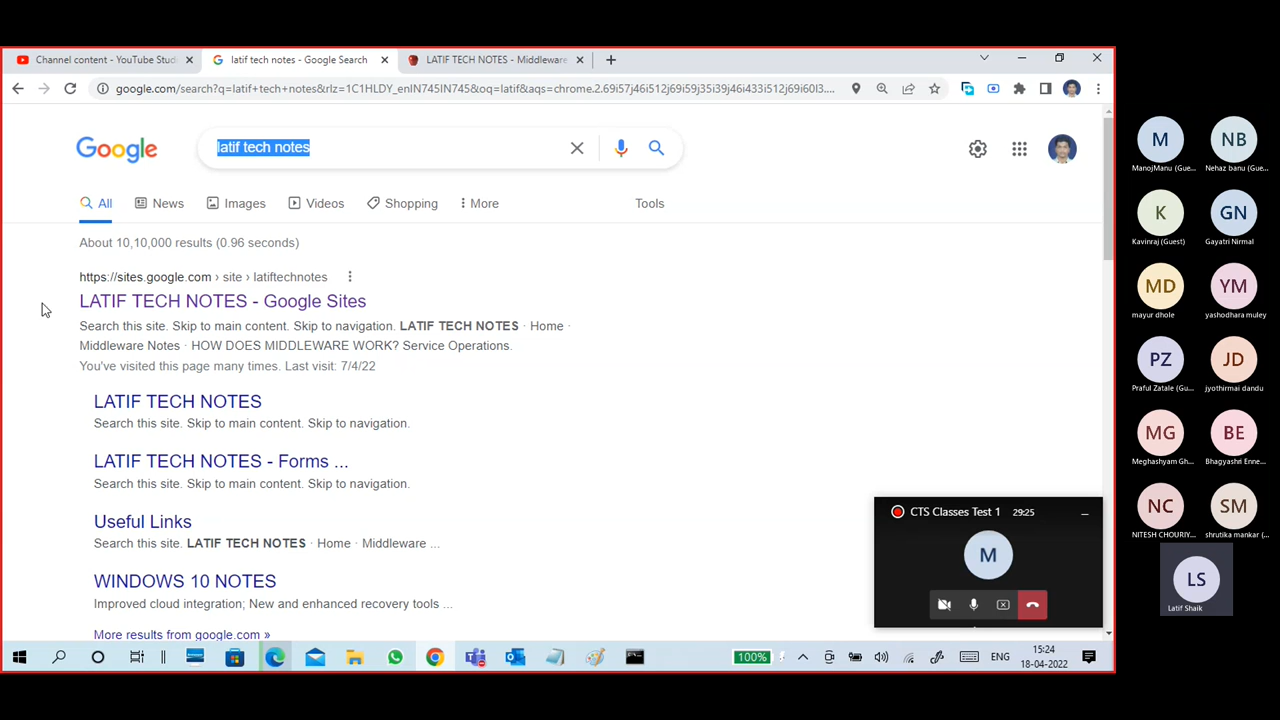 Channel content - YouTube Stud
latif tech notes - Google Search
LATIF TECH NOTES - Middleware
google.com/search?q=latif+tech+notes&rlz=1C1HLDY_enIN745IN745&oq=latif&aqs=chrome.2.69i57j46i512j69i59j35i39j46i433i512j69i60l3....
Google
latif tech notes
All
News
Images
Videos
Shopping
More
Tools
About 10,10,000 results (0.96 seconds)
https://sites.google.com › site › latiftechnotes
LATIF TECH NOTES - Google Sites
Search this site. Skip to main content. Skip to navigation. LATIF TECH NOTES · Home ·
Middleware Notes · HOW DOES MIDDLEWARE WORK? Service Operations.
You've visited this page many times. Last visit: 7/4/22
LATIF TECH NOTES
Search this site. Skip to main content. Skip to navigation.
LATIF TECH NOTES - Forms ...
Search this site. Skip to main content. Skip to navigation.
Useful Links
Search this site. LATIF TECH NOTES · Home · Middleware ...
WINDOWS 10 NOTES
Improved cloud integration; New and enhanced recovery tools ...
More results from google.com »
CTS Classes Test 1 29:25
M
100%
ENG
15:24
18-04-2022
M
NB
ManojManu (Gue...
Nehaz banu (Gue...
K
GN
Kavinraj (Guest)
Gayatri Nirmal
MD
YM
mayur dhole
yashodhara muley
PZ
JD
Praful Zatale (Gu...
jyothirmai dandu
MG
BE
Meghashyam Gh...
Bhagyashri Enne...
NC
SM
NITESH CHOURIY...
shrutika mankar (...
LS
Latif Shaik